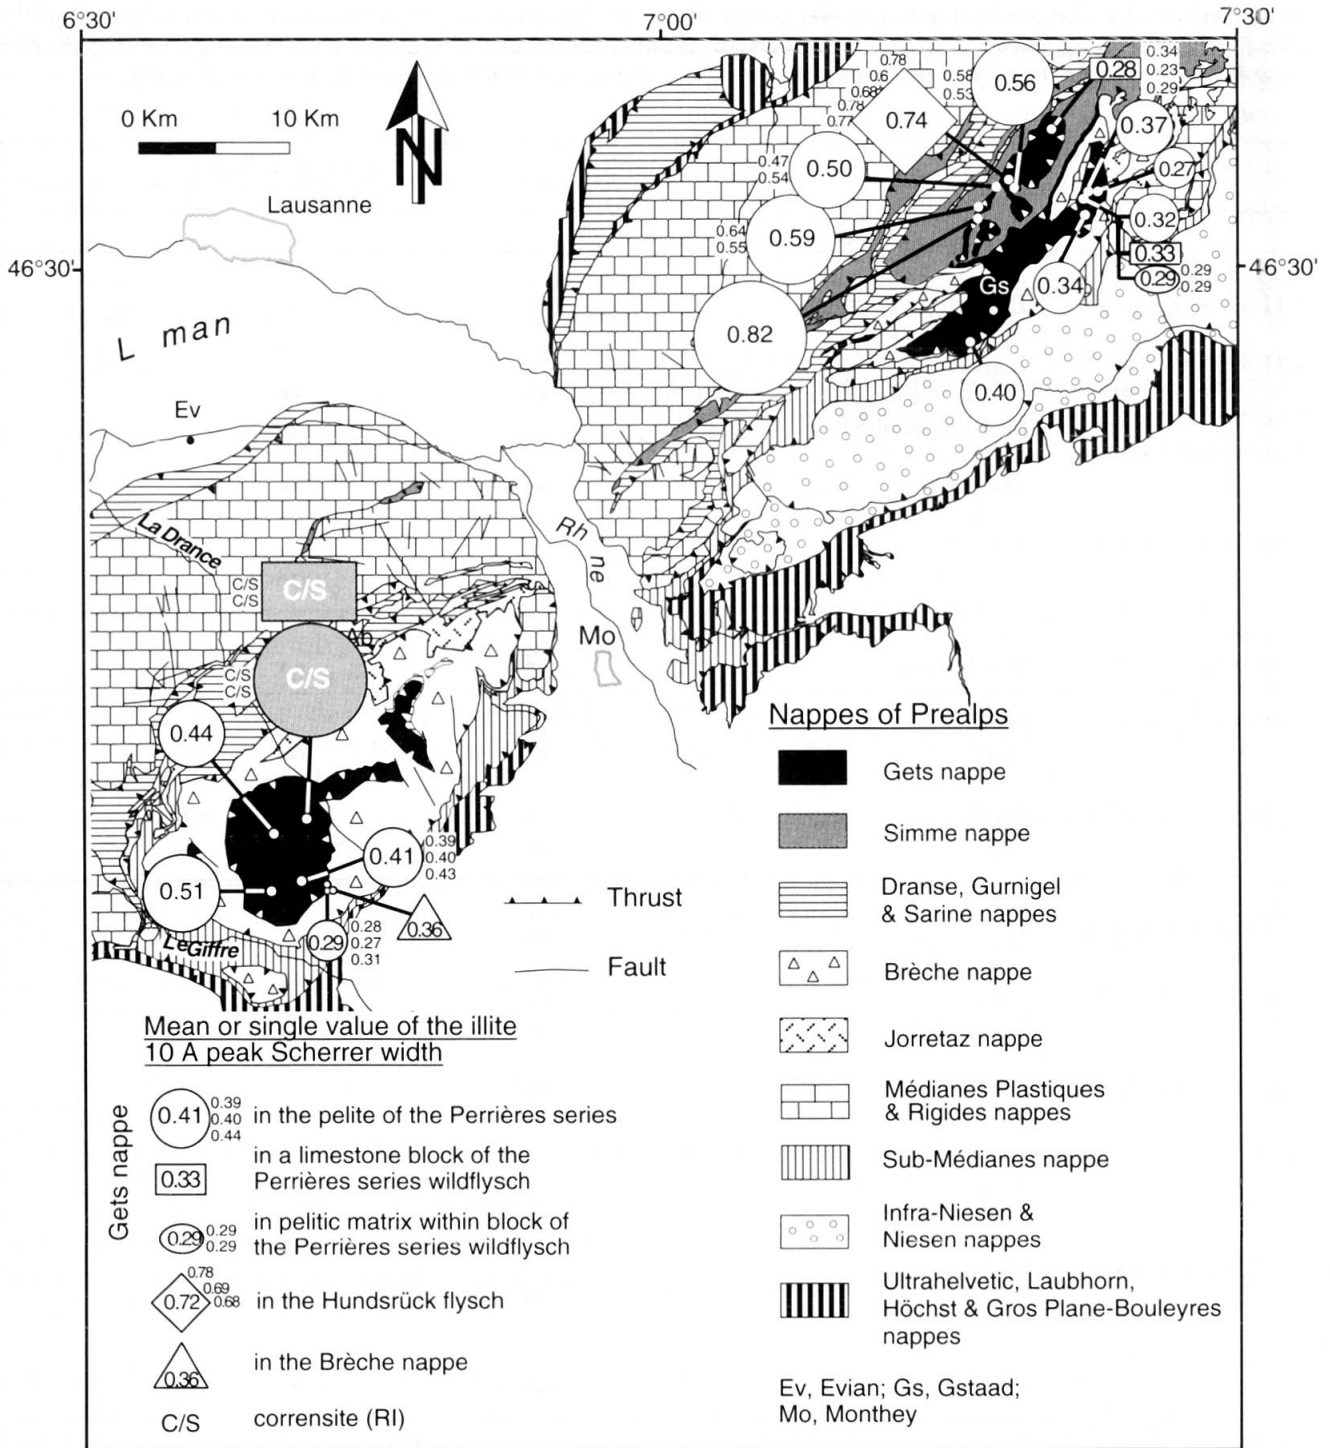 6°30'
7°00'
7°30'
0 Km 10 Km
N
Lausanne
46°30'
46°30'
L man
Ev
La Drance
Rh ne
Mo
Ab
Gs
0.78
0.6
0.68
0.78
0.77
0.74
0.58
0.53
0.56
0.28
0.34
0.23
0.29
0.37
0.27
0.32
0.33
0.29
0.29
0.29
0.34
0.40
0.47
0.54
0.50
0.64
0.55
0.59
0.82
C/S
C/S
C/S
C/S
C/S
C/S
0.44
0.51
0.41
0.39
0.40
0.43
0.36
0.29
0.28
0.27
0.31
Le Giffre
Thrust
Fault
Mean or single value of the illite
10 A peak Scherrer width
Gets nappe
0.41
0.39
0.40
0.44
in the pelite of the Perrières series
0.33
in a limestone block of the
Perrières series wildflysch
0.29
0.29
0.29
in pelitic matrix within block of
the Perrières series wildflysch
0.72
0.78
0.69
0.68
in the Hundsrück flysch
0.36
in the Brèche nappe
C/S corrensite (RI)
Nappes of Prealps
Gets nappe
Simme nappe
Dranse, Gurnigel
& Sarine nappes
Brèche nappe
Jorretaz nappe
Médianes Plastiques
& Rigides nappes
Sub-Médianes nappe
Infra-Niesen &
Niesen nappes
Ultrahelvetic, Laubhorn,
Höchst & Gros Plane-Bouleyres
nappes
Ev, Evian; Gs, Gstaad;
Mo, Monthey